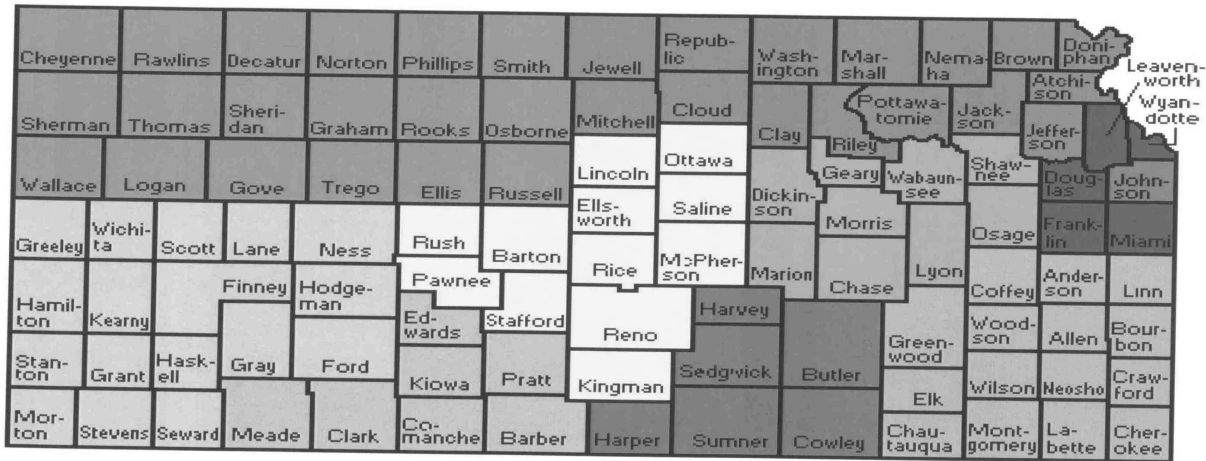 Cheyenne
Rawlins
Decatur
Norton
Phillips
Smith
Jewell
Repub-
lic
Wash-
ington
Mar-
shall
Nema-
ha
Brown
Doni-
phan
Leaven-
worth
Wyan-
dotte
Atchi-
son
Sherman
Thomas
Sheri-
dan
Graham
Rooks
Osborne
Mitchell
Cloud
Clay
Riley
Pottawa-
tomie
Jack-
son
Jeffer-
son
Wallace
Logan
Gove
Trego
Ellis
Russell
Lincoln
Ottawa
Dickin-
son
Geary
Wabaun-
see
Shaw-
nee
Doug-
las
John-
son
Greeley
Wichi-
ta
Scott
Lane
Ness
Rush
Barton
Ells-
worth
Saline
Morris
Osage
Frank-
lin
Miami
Rice
McPher-
son
Marion
Chase
Lyon
Coffey
Ander-
son
Linn
Hamil-
ton
Kearny
Finney
Hodge-
man
Pawnee
Ed-
wards
Stafford
Reno
Harvey
Butler
Green-
wood
Wood-
son
Allen
Bour-
bon
Stan-
ton
Grant
Hask-
ell
Gray
Ford
Kiowa
Pratt
Kingman
Sedgwick
Elk
Wilson
Neosho
Craw-
ford
Mor-
ton
Stevens
Seward
Meade
Clark
Co-
manche
Barber
Harper
Sumner
Cowley
Chau-
tauqua
Mont-
gomery
La-
bette
Cher-
okee